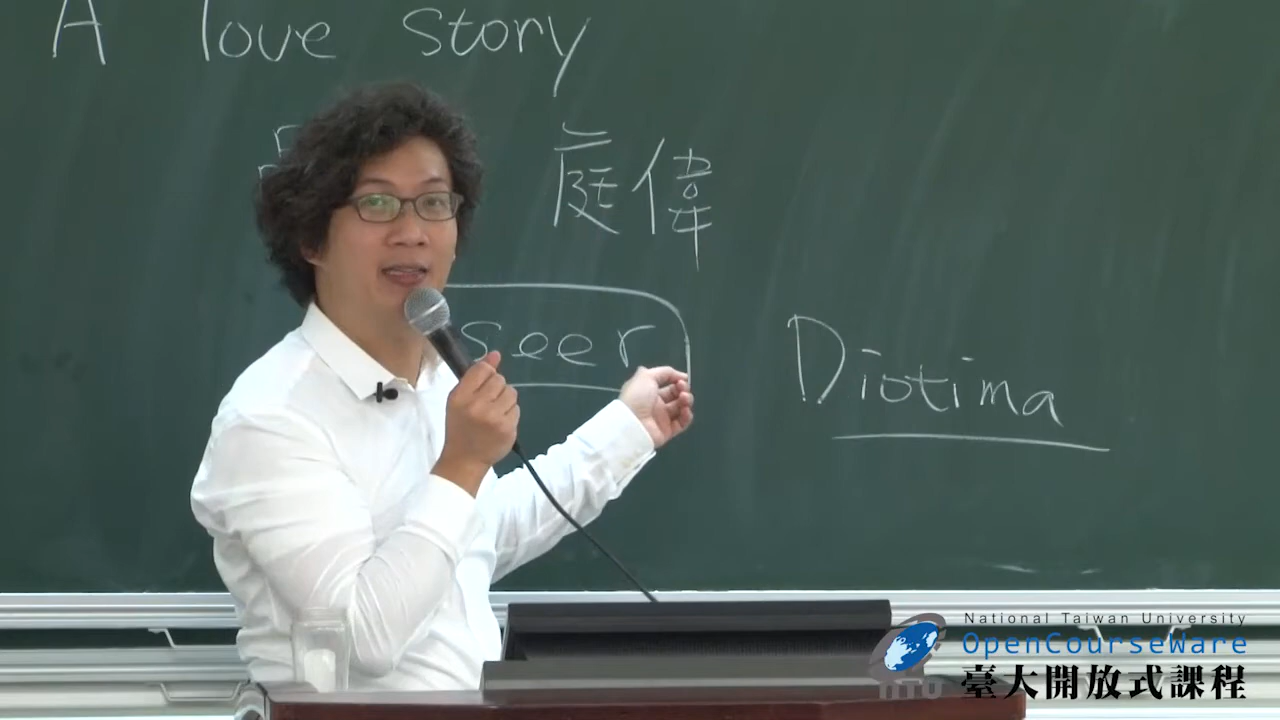 A love story
庭偉
seer
Diotima
National Taiwan University
OpenCourseWare
臺大開放式課程